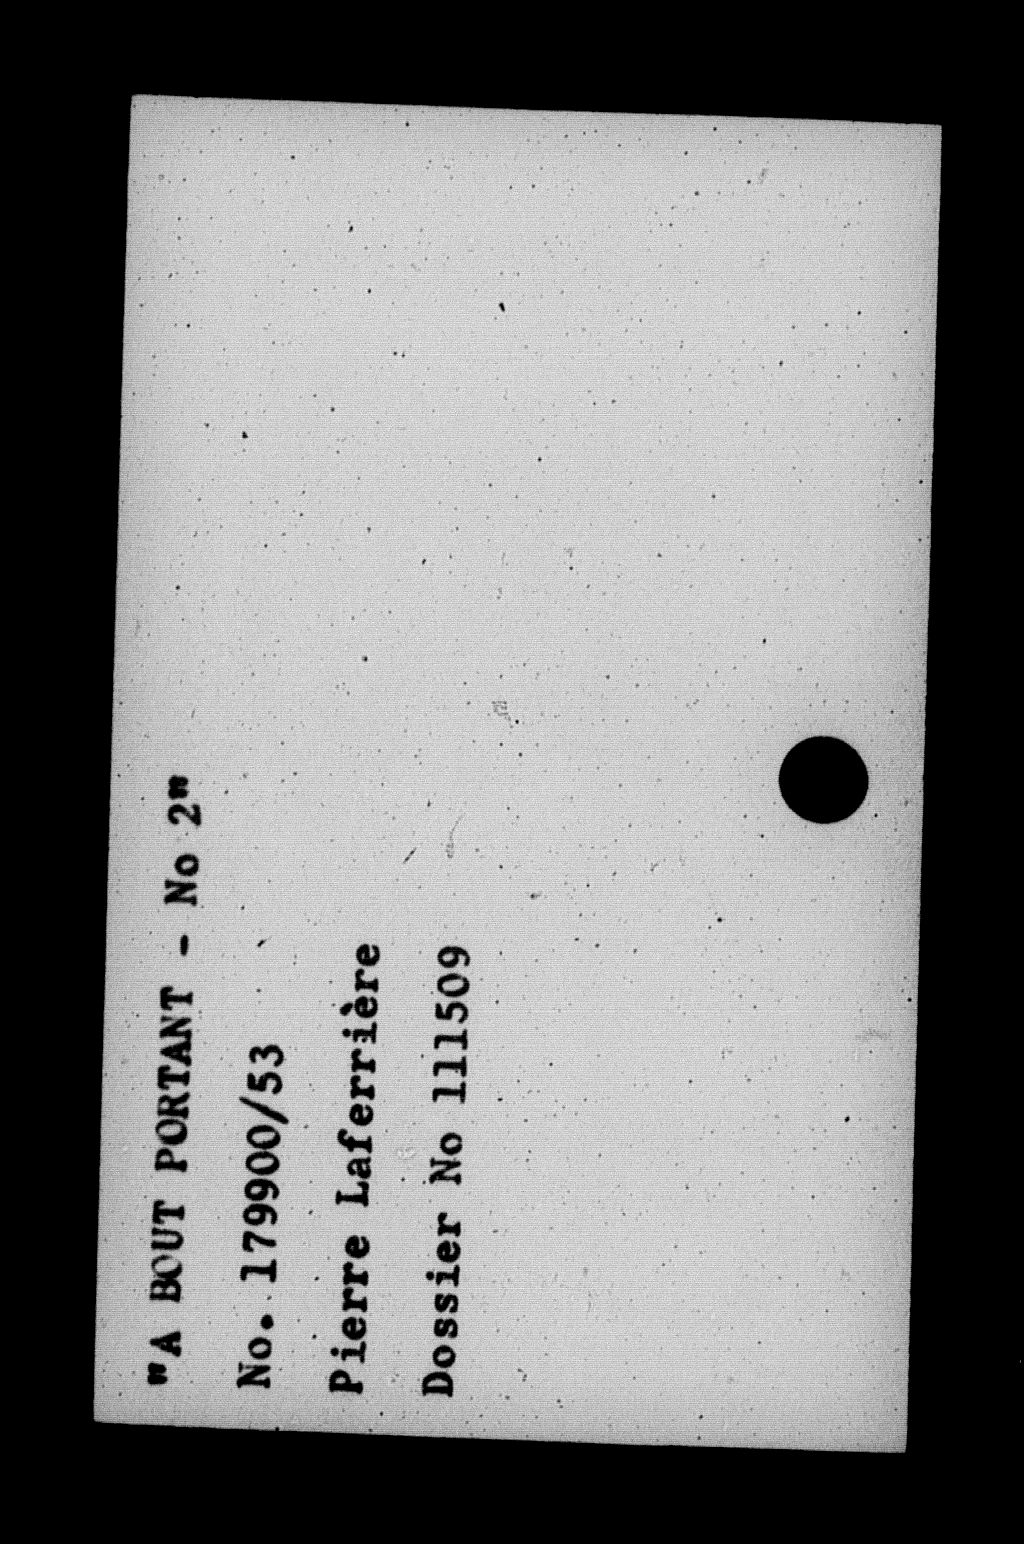 "A BOUT PORTANT - No 2"
No. 179900/53
Pierre Laferrière
Dossier No 111509